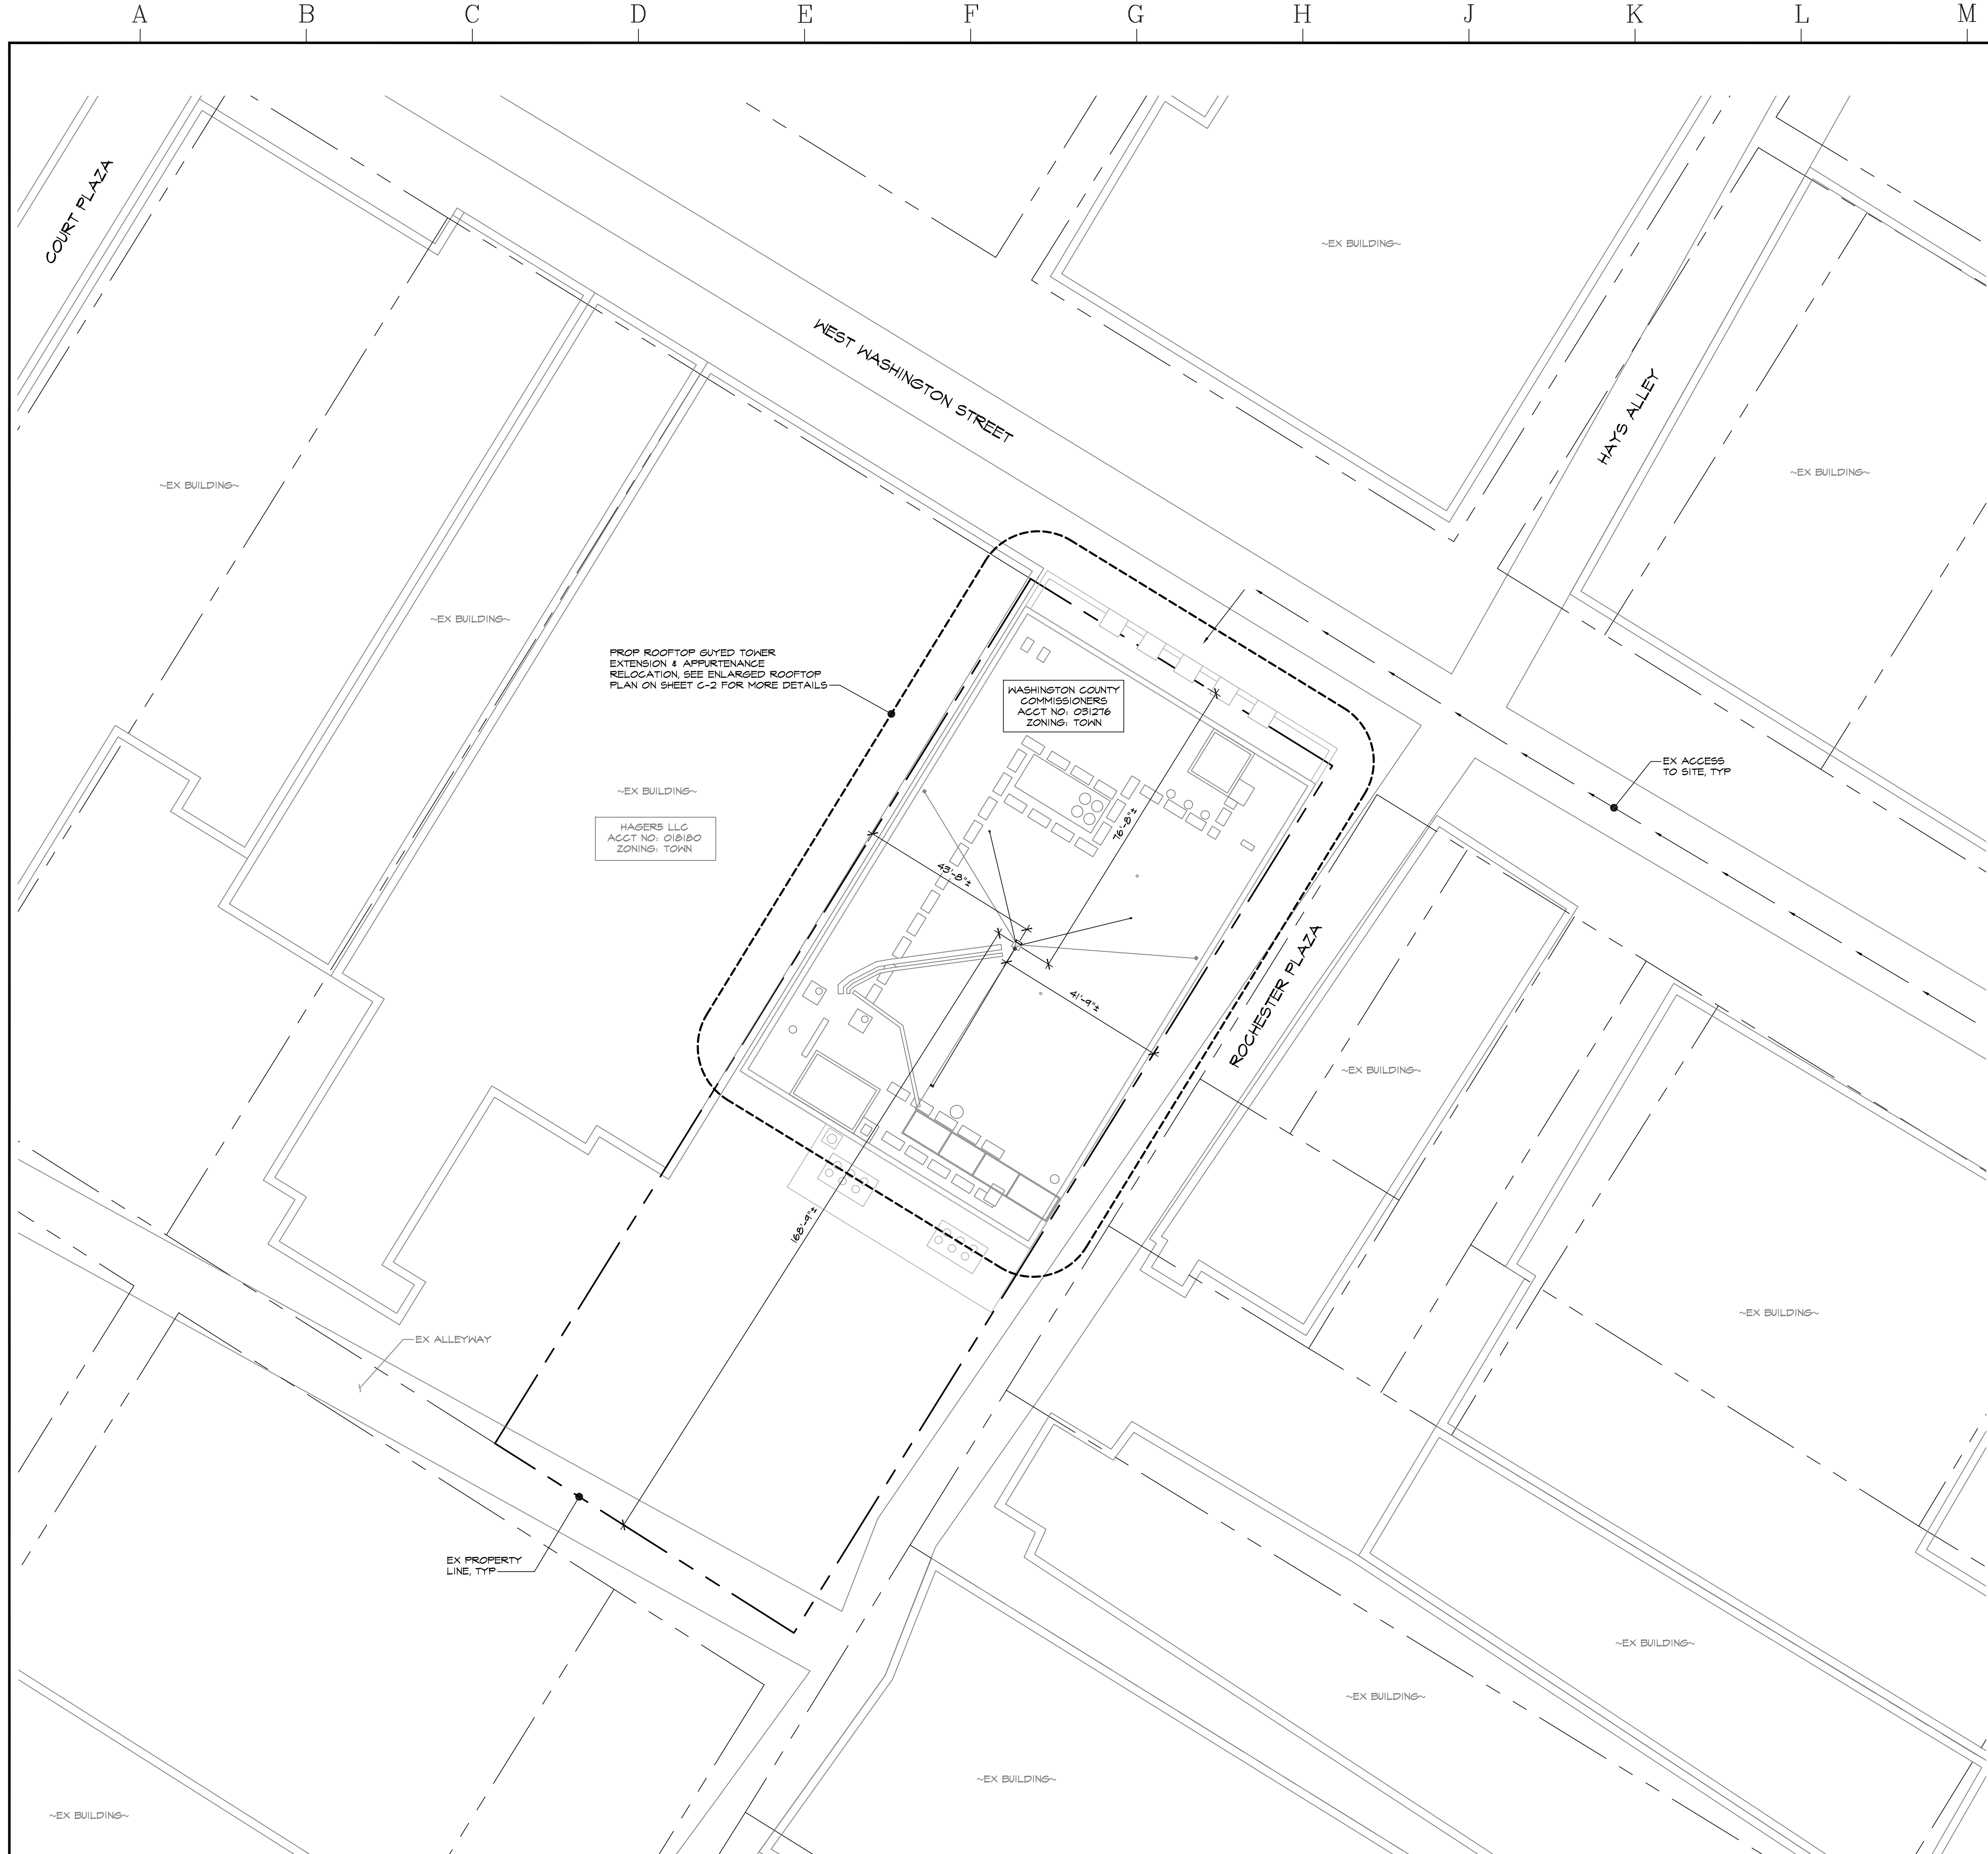 A B C D E F G H J K L M
COURT PLAZA
~EX BUILDING~
WEST WASHINGTON STREET
HAYS ALLEY
~EX BUILDING~
~EX BUILDING~
~EX BUILDING~
PROP ROOFTOP GUYED TOWER
EXTENSION & APPURTENANCE
RELOCATION, SEE ENLARGED ROOFTOP
PLAN ON SHEET C-2 FOR MORE DETAILS
WASHINGTON COUNTY
COMMISSIONERS
ACCT NO: 031276
ZONING: TOWN
EX ACCESS
TO SITE, TYP
~EX BUILDING~
HAGER5 LLC
ACCT NO: 018180
ZONING: TOWN
76'-8"±
43'-8"±
41'-9"±
ROCHESTER PLAZA
~EX BUILDING~
168'-9"±
~EX BUILDING~
EX ALLEYWAY
EX PROPERTY
LINE, TYP
~EX BUILDING~
~EX BUILDING~
~EX BUILDING~
~EX BUILDING~